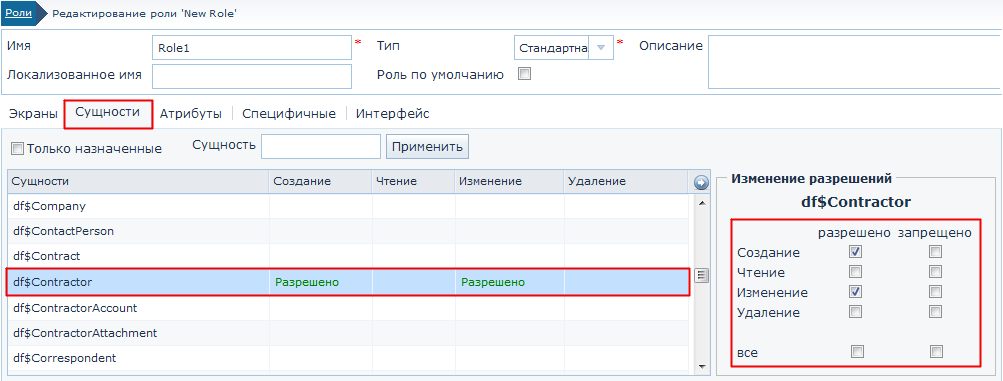 Роли Редактирование роли 'New Role'
Имя Role1 * Тип Стандартна * Описание
Локализованное имя Роль по умолчанию
Экраны Сущности Атрибуты Специфичные Интерфейс
Только назначенные Сущность Применить
Сущности Создание Чтение Изменение Удаление
df$Company
df$ContactPerson
df$Contract
df$Contractor Разрешено Разрешено
df$ContractorAccount
df$ContractorAttachment
df$Correspondent
Изменение разрешений
df$Contractor
разрешено запрещено
Создание
Чтение
Изменение
Удаление
все